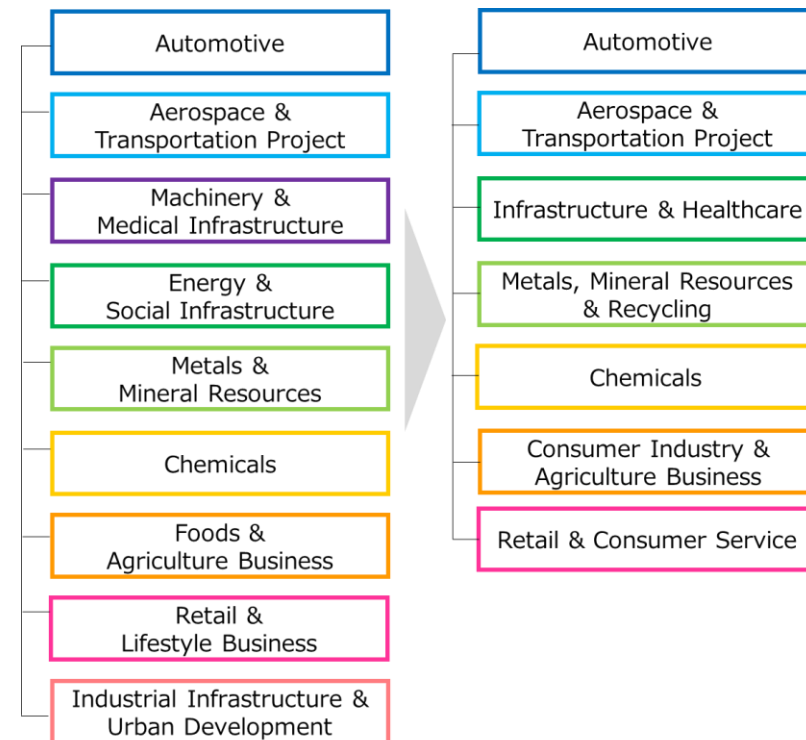 Automotive
Aerospace &
Transportation Project
Machinery &
Medical Infrastructure
Energy &
Social Infrastructure
Metals &
Mineral Resources
Chemicals
Foods &
Agriculture Business
Retail &
Lifestyle Business
Industrial Infrastructure &
Urban Development
Automotive
Aerospace &
Transportation Project
Infrastructure & Healthcare
Metals, Mineral Resources
& Recycling
Chemicals
Consumer Industry &
Agriculture Business
Retail & Consumer Service